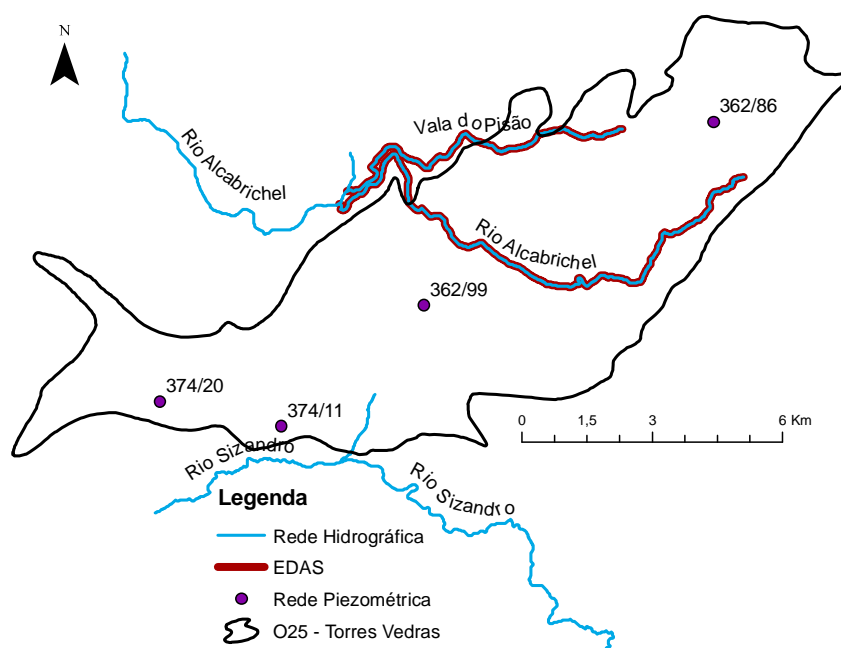 N
Vala do Pisão
362/86
Rio Alcabrichel
Rio Alcabrichel
362/99
374/20
374/11
0 1,5 3 6 Km
Rio Sizandro
Rio Sizandro
Legenda
Rede Hidrográfica
EDAS
Rede Piezométrica
O25 - Torres Vedras